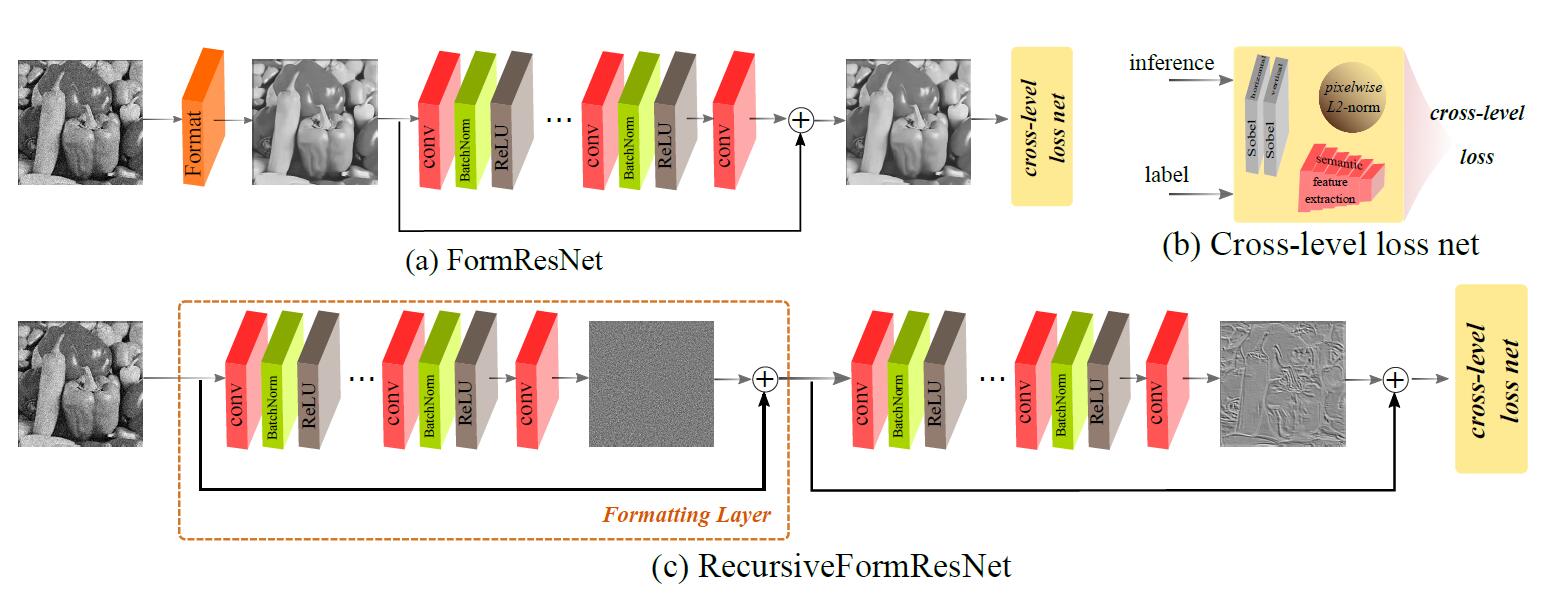 Format
conv
BatchNorm
ReLU
...
conv
BatchNorm
ReLU
conv
+
cross-level
loss net
(a) FormResNet
inference
label
Sobel horizontal
Sobel vertical
pixelwise
L2-norm
semantic
feature
extraction
cross-level
loss
(b) Cross-level loss net
conv
BatchNorm
ReLU
...
conv
BatchNorm
ReLU
conv
+
Formatting Layer
conv
BatchNorm
ReLU
...
conv
BatchNorm
ReLU
conv
+
cross-level
loss net
(c) RecursiveFormResNet